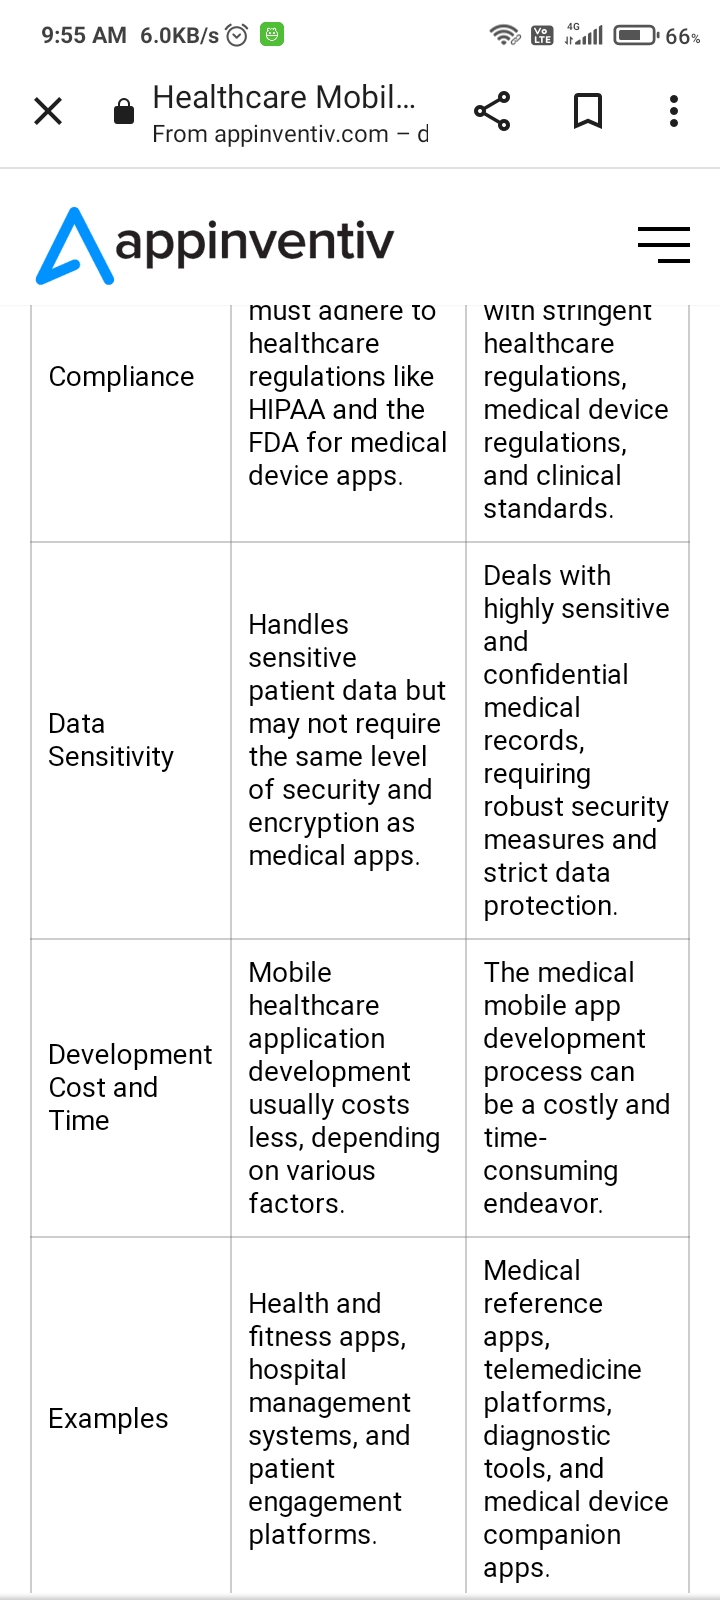 9:55 AM 6.0KB/s
Vo
LTE
4G
66%
Healthcare Mobil...
From appinventiv.com – d
appinventiv
Compliance
must adhere to
healthcare
regulations like
HIPAA and the
FDA for medical
device apps.
with stringent
healthcare
regulations,
medical device
regulations,
and clinical
standards.
Data
Sensitivity
Handles
sensitive
patient data but
may not require
the same level
of security and
encryption as
medical apps.
Deals with
highly sensitive
and
confidential
medical
records,
requiring
robust security
measures and
strict data
protection.
Development
Cost and
Time
Mobile
healthcare
application
development
usually costs
less, depending
on various
factors.
The medical
mobile app
development
process can
be a costly and
time-
consuming
endeavor.
Examples
Health and
fitness apps,
hospital
management
systems, and
patient
engagement
platforms.
Medical
reference
apps,
telemedicine
platforms,
diagnostic
tools, and
medical device
companion
apps.